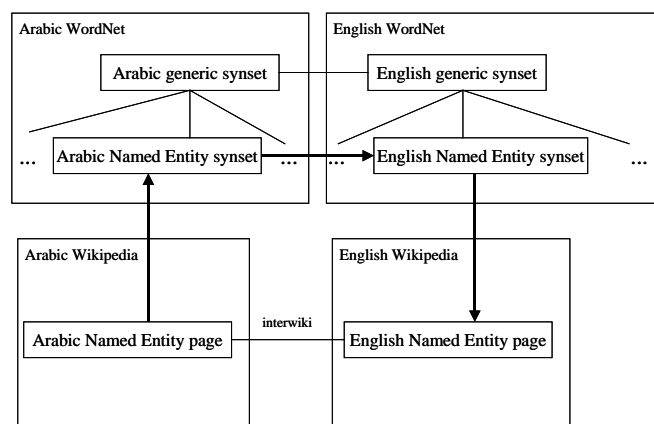 Arabic WordNet
English WordNet
Arabic generic synset
English generic synset
...
Arabic Named Entity synset
...
...
English Named Entity synset
...
Arabic Wikipedia
English Wikipedia
Arabic Named Entity page
interwiki
English Named Entity page